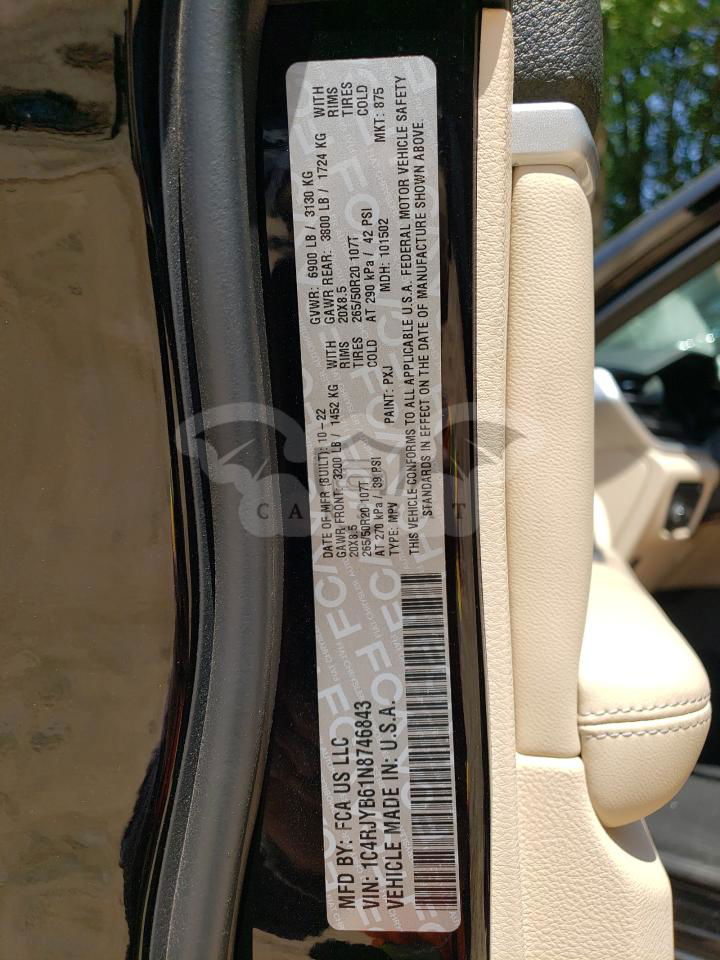 MFD BY: FCA US LLC
DATE OF MFR (BUILT): 10-22
GVWR: 6900 LB / 3130 KG
GAWR FRONT: 3200 LB / 1452 KG WITH
GAWR REAR: 3800 LB / 1724 KG WITH
20X8.5 RIMS
20X8.5 RIMS
265/50R20 107T TIRES
265/50R20 107T TIRES
AT 270 kPa / 39 PSI COLD
AT 290 kPa / 42 PSI COLD
VIN: 1C4RJYB61N8746843
TYPE: MPV
PAINT: PXJ
MDH: 101502
MKT: 875
VEHICLE MADE IN: U.S.A.
THIS VEHICLE CONFORMS TO ALL APPLICABLE U.S.A. FEDERAL MOTOR VEHICLE SAFETY
STANDARDS IN EFFECT ON THE DATE OF MANUFACTURE SHOWN ABOVE.